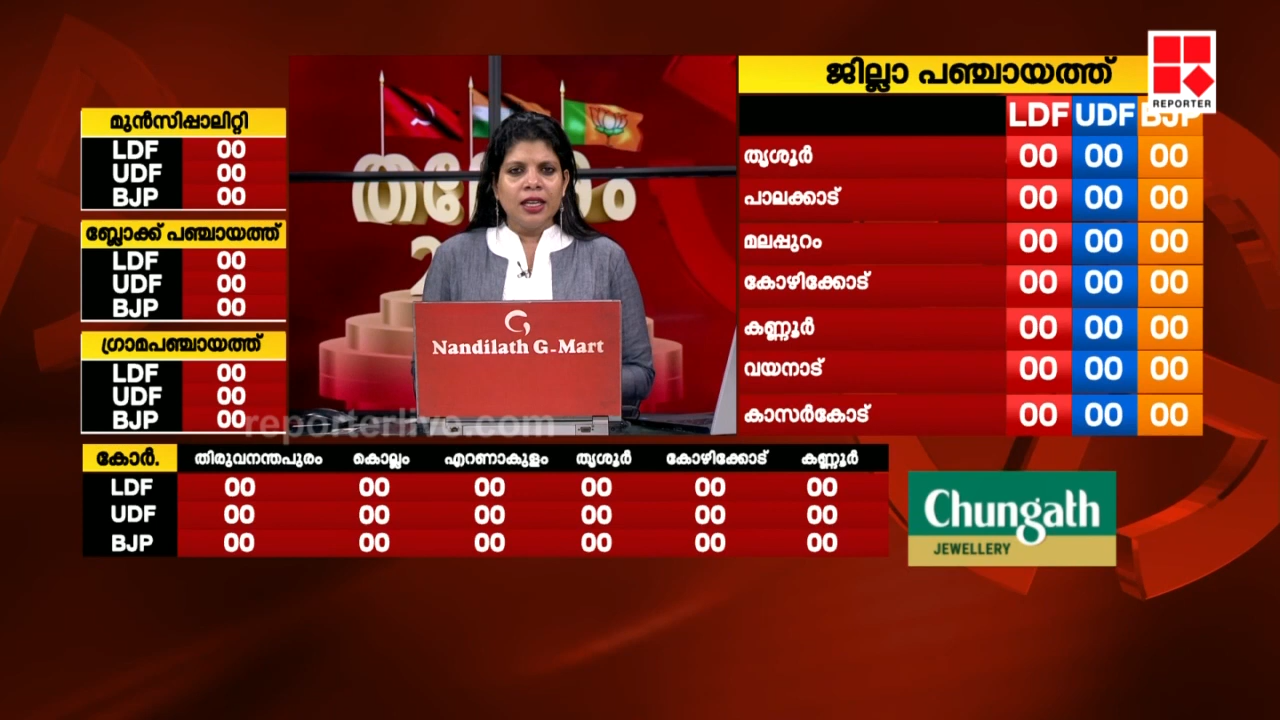 മുൻസിപ്പാലിറ്റി
LDF 00
UDF 00
BJP 00
ബ്ലോക്ക് പഞ്ചായത്ത്
LDF 00
UDF 00
BJP 00
ഗ്രാമപഞ്ചായത്ത്
LDF 00
UDF 00
BJP 00
Nandilath G-Mart
reporterlive.com
ജില്ലാ പഞ്ചായത്ത്
REPORTER
LDF UDF BJP
തൃശൂർ 00 00 00
പാലക്കാട് 00 00 00
മലപ്പുറം 00 00 00
കോഴിക്കോട് 00 00 00
കണ്ണൂർ 00 00 00
വയനാട് 00 00 00
കാസർകോട് 00 00 00
കോർ. തിരുവനന്തപുരം കൊല്ലം എറണാകുളം തൃശൂർ കോഴിക്കോട് കണ്ണൂർ
LDF 00 00 00 00 00 00
UDF 00 00 00 00 00 00
BJP 00 00 00 00 00 00
Chungath
JEWELLERY